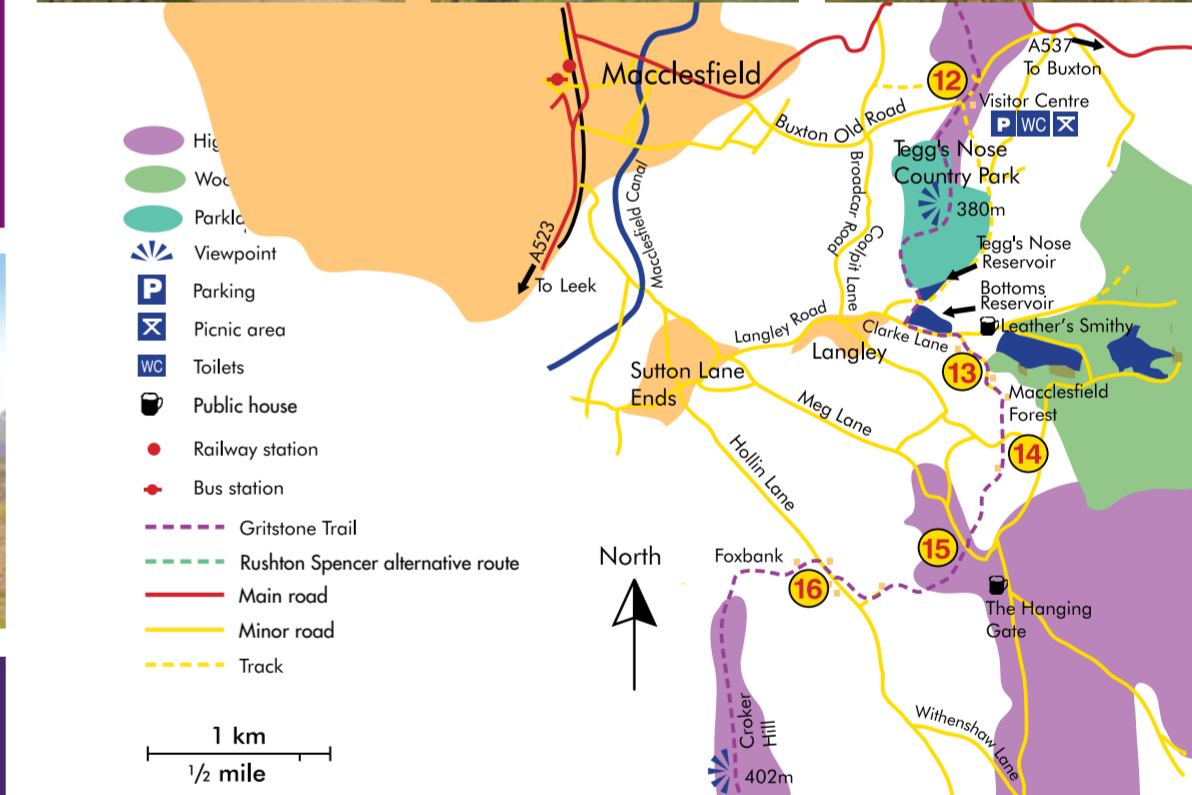 Macclesfield
A537
To Buxton
12
Visitor Centre
P WC
Buxton Old Road
Tegg's Nose
Country Park
380m
Broadcar Road
Coalpit Lane
Macclesfield Canal
A523
To Leek
Tegg's Nose
Reservoir
Bottoms
Reservoir
Leather's Smithy
Langley Road
Clarke Lane
Langley
13
Sutton Lane
Ends
Macclesfield
Forest
Meg Lane
14
Hollin Lane
15
Foxbank
16
The Hanging
Gate
Withenshaw Lane
Croker
Hill
402m
Viewpoint
P Parking
Picnic area
WC Toilets
Public house
Railway station
Bus station
Gritstone Trail
Rushton Spencer alternative route
Main road
Minor road
Track
North
1 km
1/2 mile